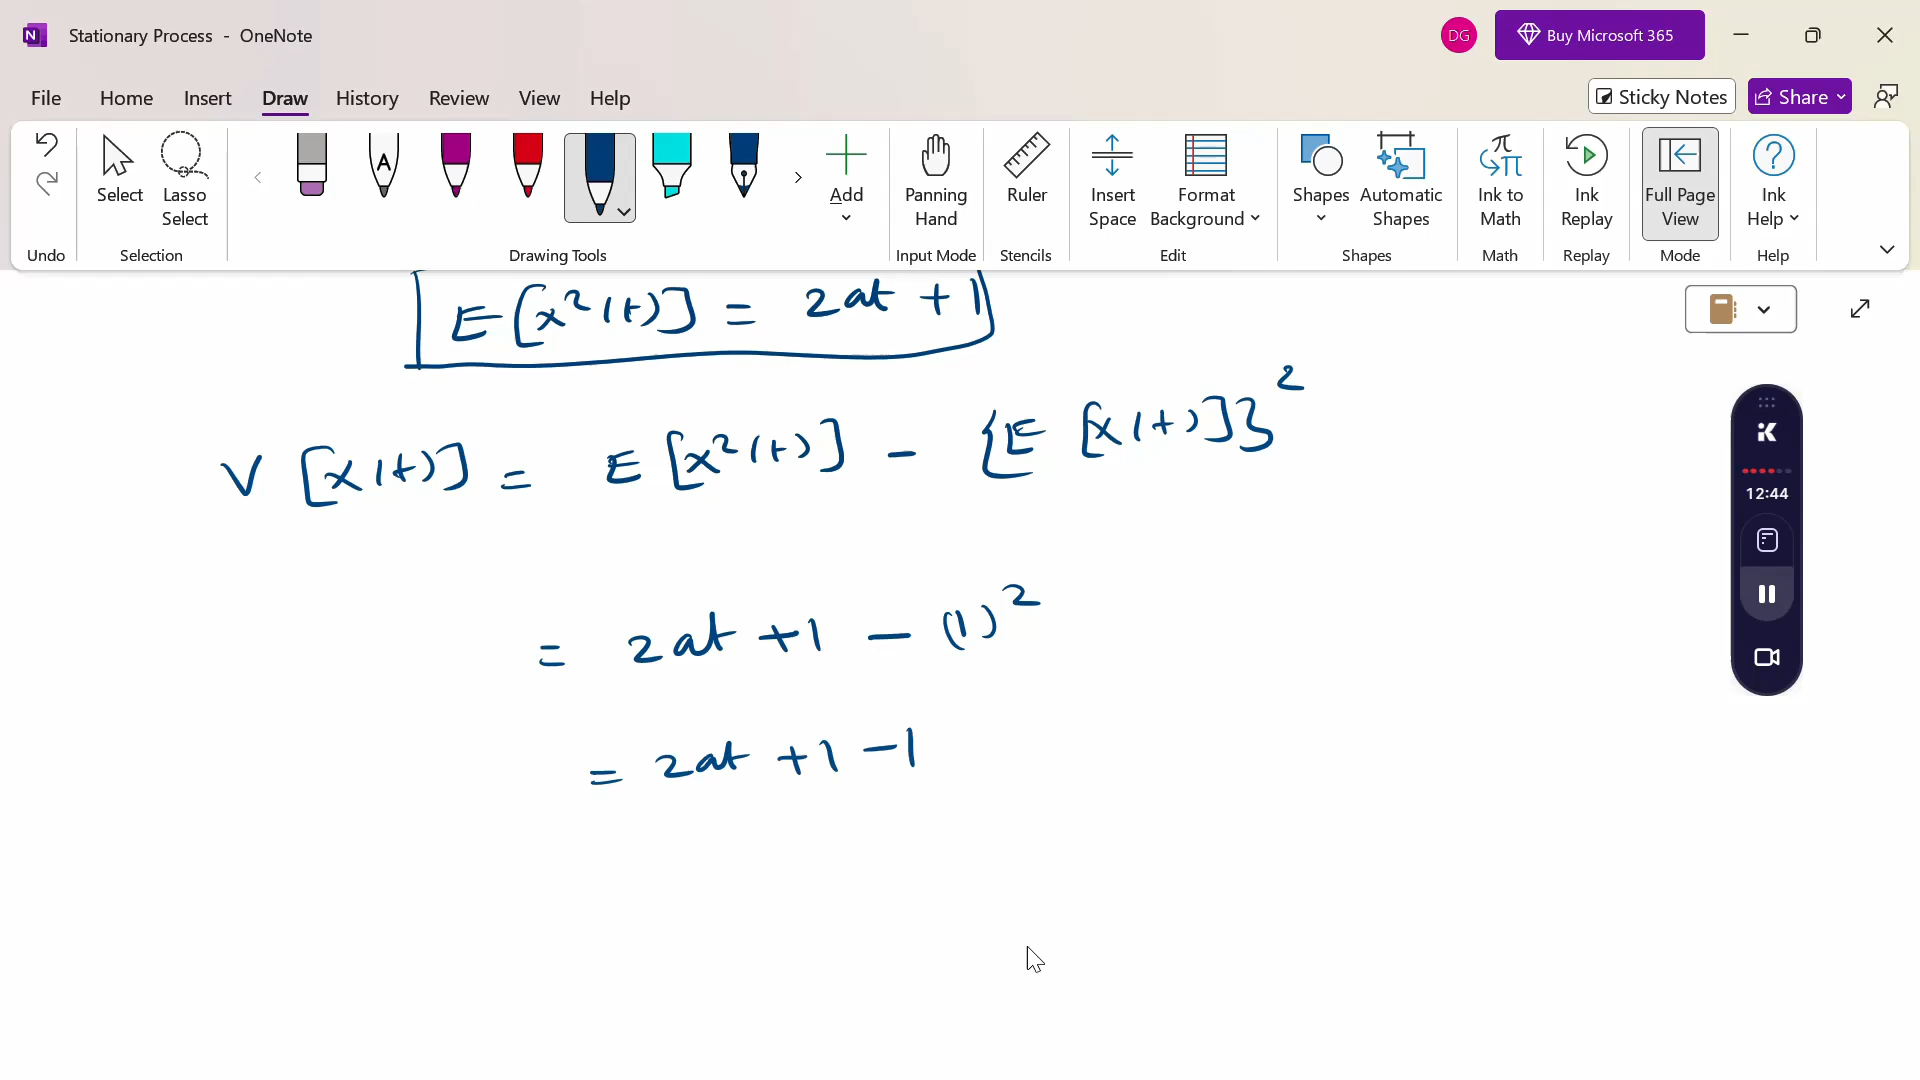 Stationary Process - OneNote
DG
Buy Microsoft 365
File Home Insert Draw History Review View Help
Sticky Notes
Share
A
Select
Lasso Select
Add
Panning Hand
Ruler
Insert Space
Format Background
Shapes
Automatic Shapes
Ink to Math
Ink Replay
Full Page View
Ink Help
Undo
Selection
Drawing Tools
Input Mode
Stencils
Edit
Shapes
Math
Replay
Mode
Help
E[x²(t)] = 2at + 1
V [x(t)] = E [x²(t)] - {E [x(t)]}²
= 2at +1 - (1)²
= 2at +1 -1
12:44